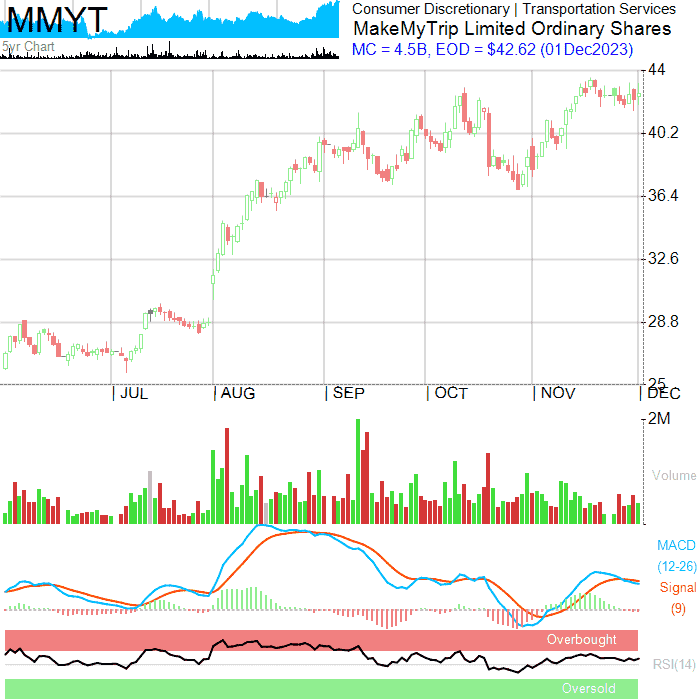 MMYT
5yr Chart
Consumer Discretionary | Transportation Services
MakeMyTrip Limited Ordinary Shares
MC = 4.5B, EOD = $42.62 (01Dec2023)
44
40.2
36.4
32.6
28.8
25
JUL
AUG
SEP
OCT
NOV
DEC
2M
Volume
MACD
(12-26)
Signal
(9)
Overbought
RSI(14)
Oversold